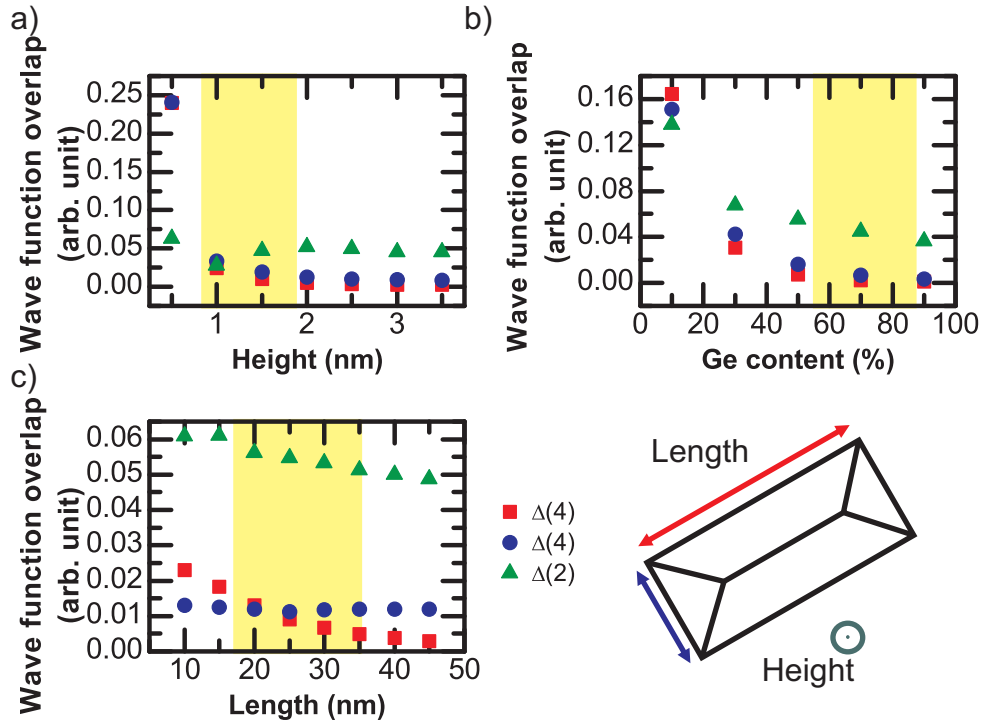 a)
Wave function overlap
(arb. unit)
0.25
0.20
0.15
0.10
0.05
0.00
1 2 3
Height (nm)
b)
Wave function overlap
(arb. unit)
0.16
0.12
0.08
0.04
0.00
0 20 40 60 80 100
Ge content (%)
c)
Wave function overlap
(arb. unit)
0.06
0.05
0.04
0.03
0.02
0.01
0.00
10 20 30 40 50
Length (nm)
Δ(4)
Δ(4)
Δ(2)
Length
Height